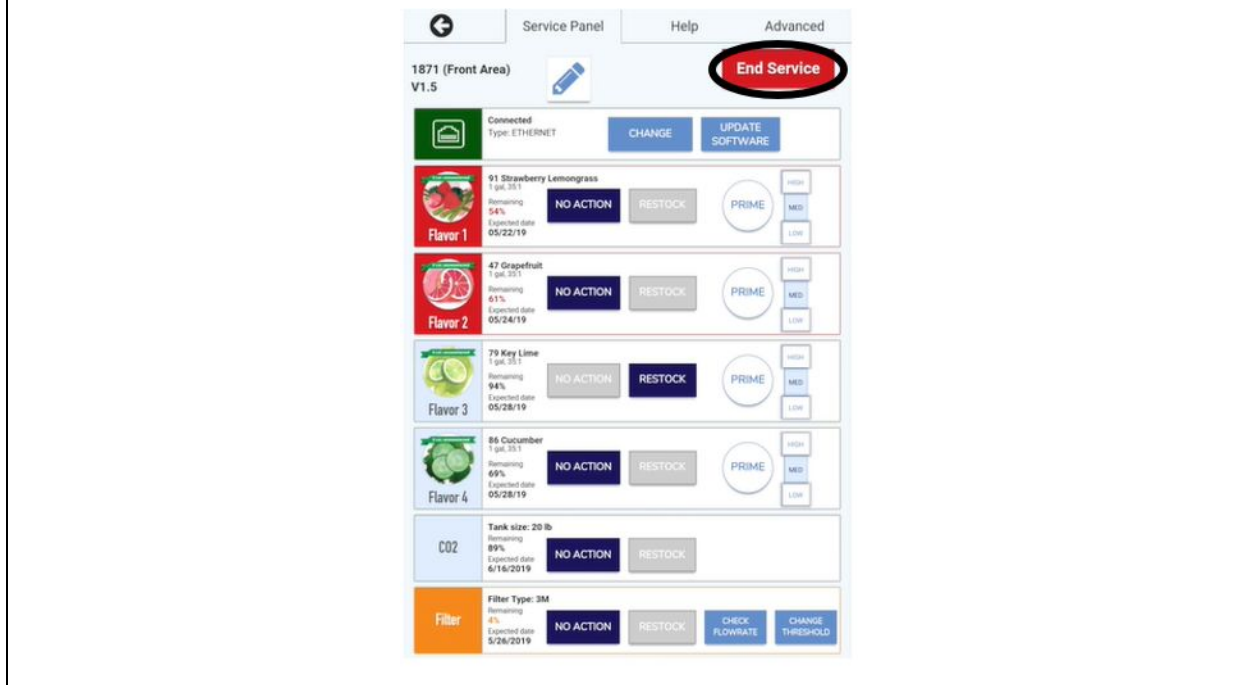 Service Panel
Help
Advanced
1871 (Front Area)
V1.5
End Service
Connected
Type: ETHERNET
CHANGE
UPDATE
SOFTWARE
Flavor 1
91 Strawberry Lemongrass
1 gal, 35:1
Remaining
54%
Expected date
05/22/19
NO ACTION
RESTOCK
PRIME
HIGH
MED
LOW
Flavor 2
47 Grapefruit
1 gal, 35:1
Remaining
61%
Expected date
05/24/19
NO ACTION
RESTOCK
PRIME
HIGH
MED
LOW
Flavor 3
79 Key Lime
1 gal, 35:1
Remaining
94%
Expected date
05/28/19
NO ACTION
RESTOCK
PRIME
HIGH
MED
LOW
Flavor 4
86 Cucumber
1 gal, 35:1
Remaining
69%
Expected date
05/28/19
NO ACTION
RESTOCK
PRIME
HIGH
MED
LOW
CO2
Tank size: 20 lb
Remaining
89%
Expected date
6/16/2019
NO ACTION
RESTOCK
Filter
Filter Type: 3M
Remaining
4%
Expected date
5/26/2019
NO ACTION
RESTOCK
CHECK
FLOWRATE
CHANGE
THRESHOLD